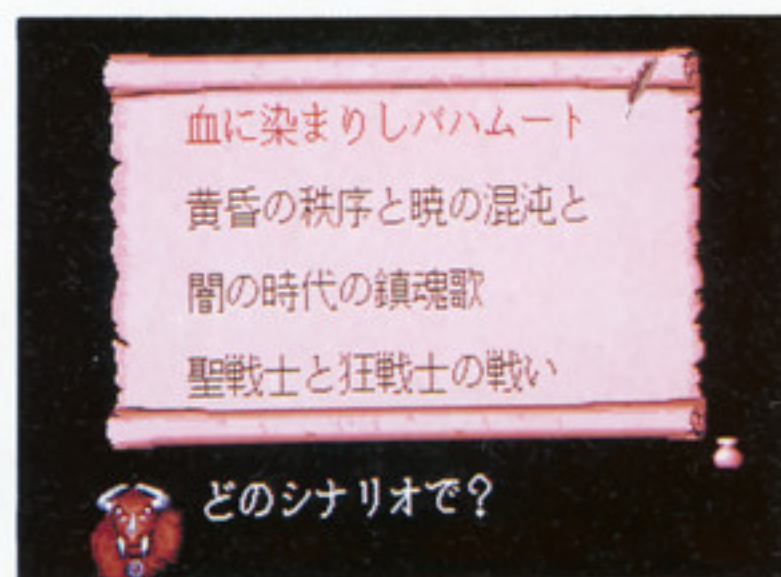 血に染まりしバハムート
黄昏の秩序と暁の混沌と
闇の時代の鎮魂歌
聖戦士と狂戦士の戦い
どのシナリオで?